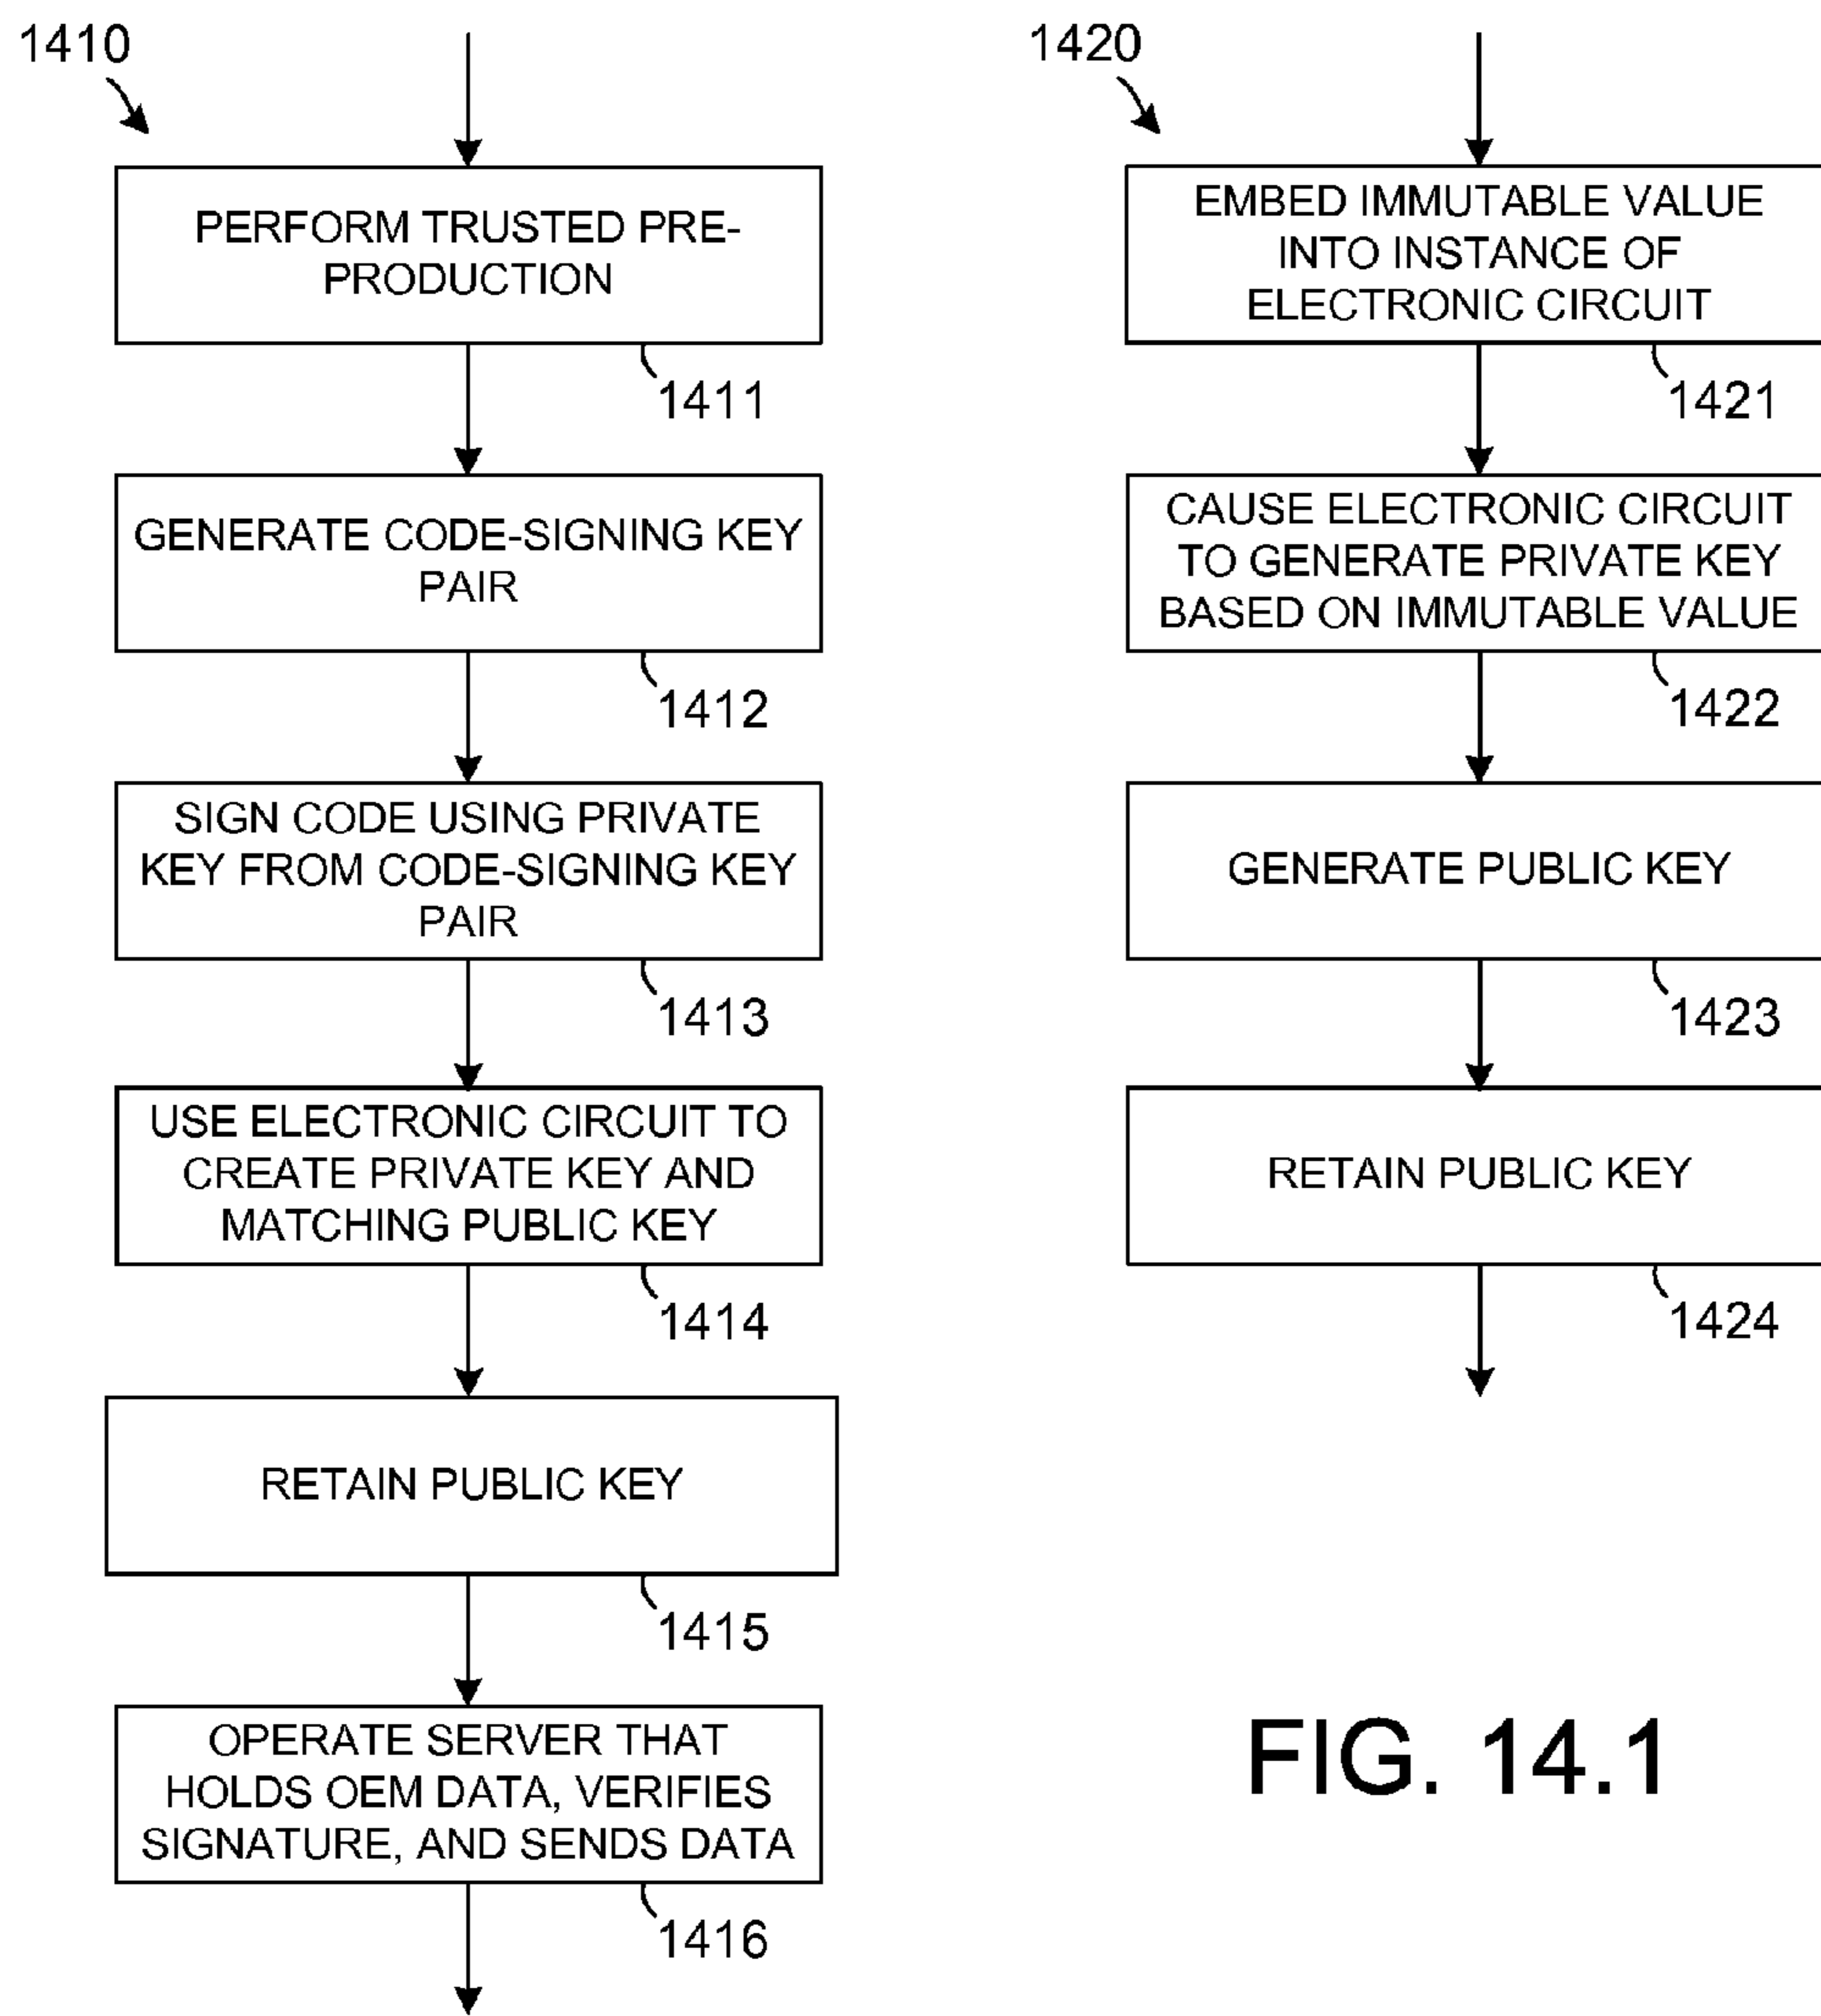 1410
PERFORM TRUSTED PRE-
PRODUCTION
1411
GENERATE CODE-SIGNING KEY
PAIR
1412
SIGN CODE USING PRIVATE
KEY FROM CODE-SIGNING KEY
PAIR
1413
USE ELECTRONIC CIRCUIT TO
CREATE PRIVATE KEY AND
MATCHING PUBLIC KEY
1414
RETAIN PUBLIC KEY
1415
OPERATE SERVER THAT
HOLDS OEM DATA, VERIFIES
SIGNATURE, AND SENDS DATA
1416
1420
EMBED IMMUTABLE VALUE
INTO INSTANCE OF
ELECTRONIC CIRCUIT
1421
CAUSE ELECTRONIC CIRCUIT
TO GENERATE PRIVATE KEY
BASED ON IMMUTABLE VALUE
1422
GENERATE PUBLIC KEY
1423
RETAIN PUBLIC KEY
1424
FIG. 14.1